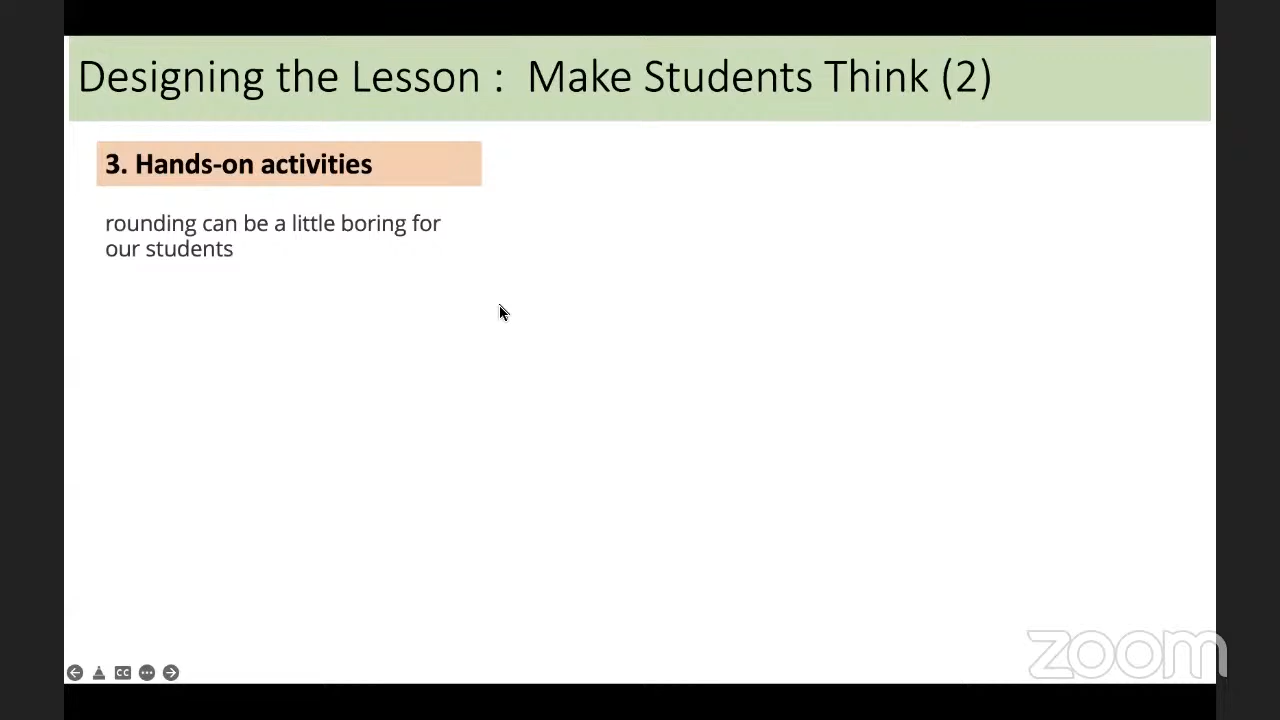 Designing the Lesson :  Make Students Think (2)
3. Hands-on activities
rounding can be a little boring for
our students
CC
zoom